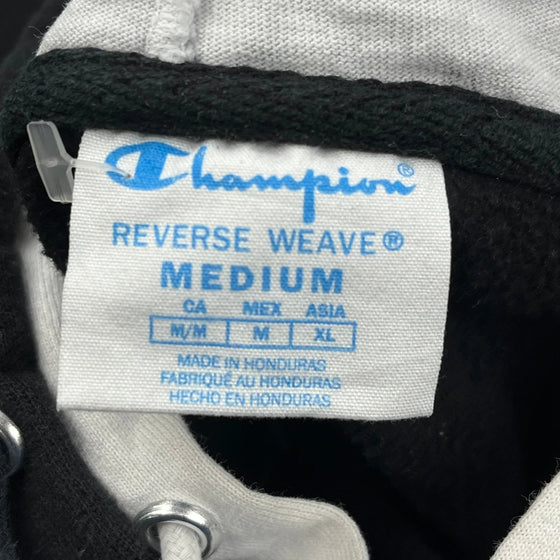 Champion®
REVERSE WEAVE®
MEDIUM
CA MEX ASIA
M/M M XL
MADE IN HONDURAS
FABRIQUÉ AU HONDURAS
HECHO EN HONDURAS